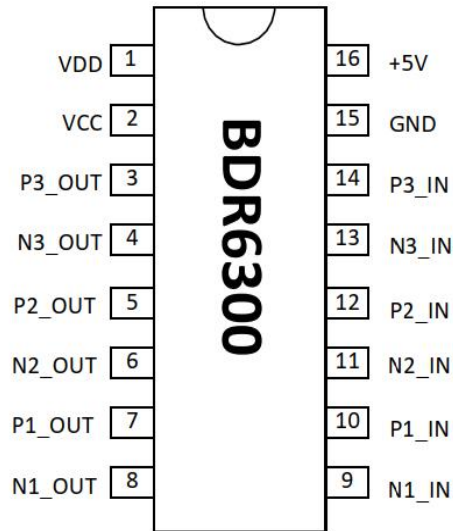 VDD 1 16 +5V
VCC 2 15 GND
P3_OUT 3 14 P3_IN
N3_OUT 4 13 N3_IN
P2_OUT 5 12 P2_IN
N2_OUT 6 11 N2_IN
P1_OUT 7 10 P1_IN
N1_OUT 8 9 N1_IN
BDR6300